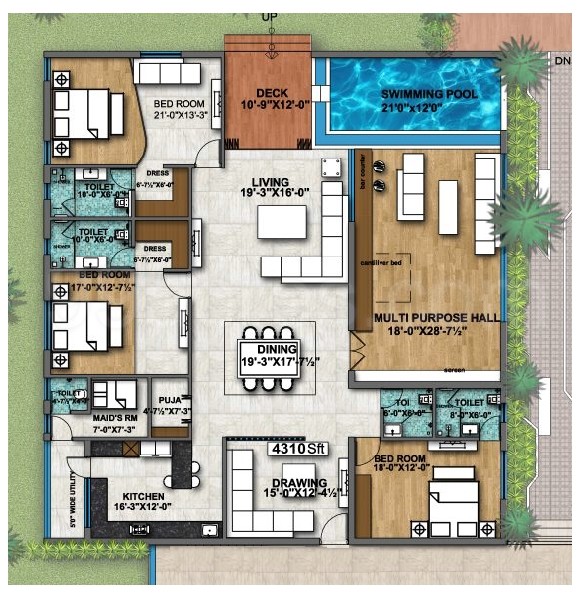 UP
DN
DECK
10'-9"X12'-0"
SWIMMING POOL
21'0"x12'0"
BED ROOM
21'-0"X13'-3"
TOILET
10'-0"X6'-0"
DRESS
6'-7½"X6'-0"
LIVING
19'-3"X16'-0"
bar counter
TOILET
10'-0"X6'-0"
SHOWER
DRESS
6'-7½"X6'-0"
cantiliver bed
BED ROOM
17'-0"X12'-7½"
MULTI PURPOSE HALL
18'-0"X28'-7½"
DINING
19'-3"X17'-7½"
screen
TOILET
4'-7½"X4'-0"
MAID'S RM
7'-0"X7'-3"
PUJA
4'-7½"X7'-3"
TOI
6'-0"X6'-0"
TOILET
8'-0"X6'-0"
4310 Sft
BED ROOM
18'-0"X12'-0"
5'0" WIDE UTILITY
KITCHEN
16'-3"X12'-0"
DRAWING
15'-0"X12'-4½"